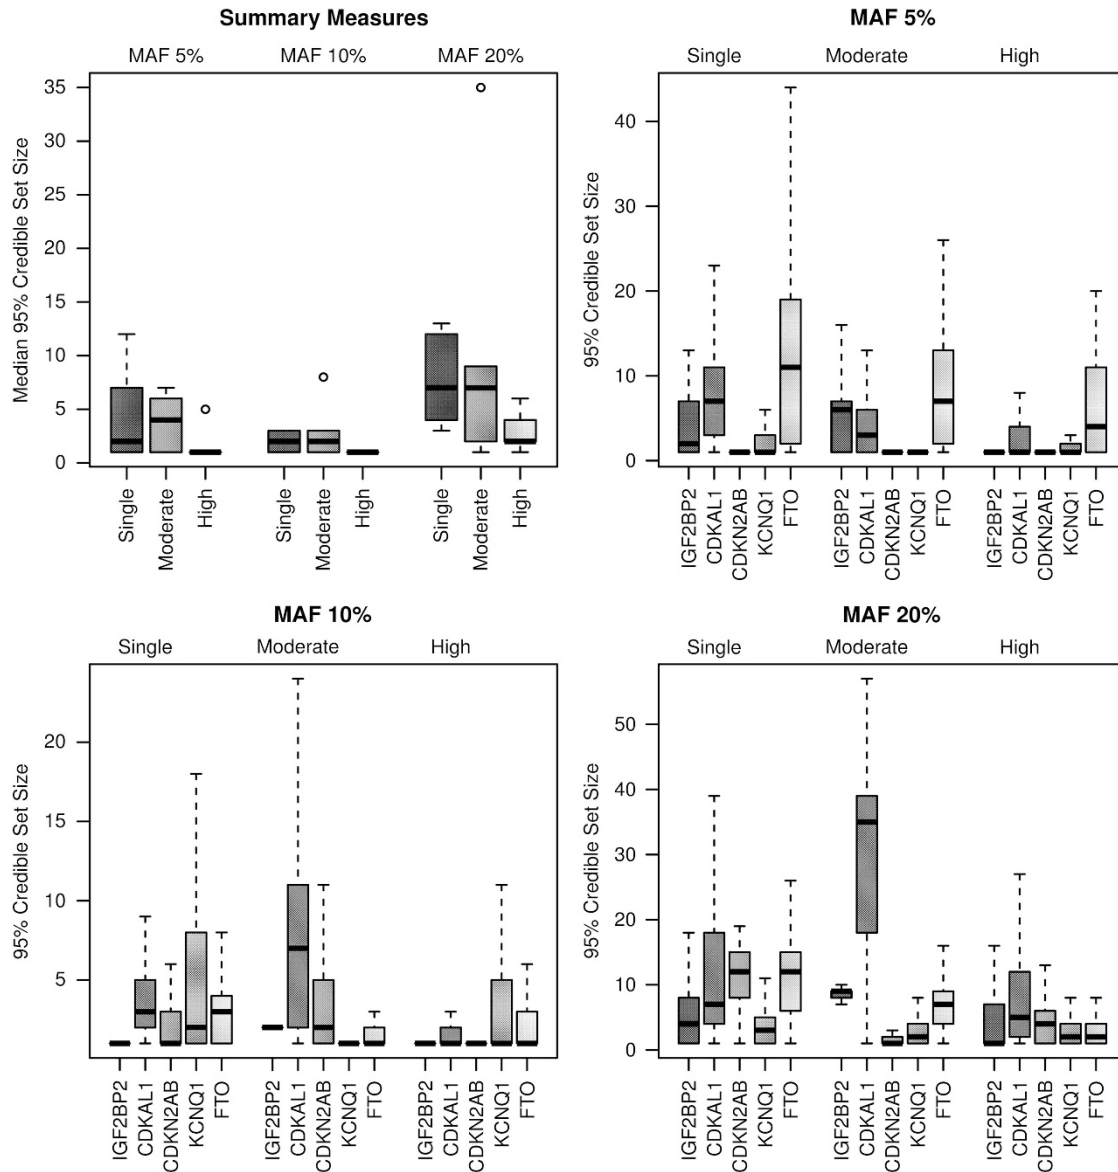 Summary Measures
MAF 5%
MAF 10%
MAF 20%
Median 95% Credible Set Size
35
30
25
20
15
10
5
0
Single
Moderate
High
Single
Moderate
High
Single
Moderate
High
MAF 5%
Single
Moderate
High
95% Credible Set Size
40
30
20
10
0
IGF2BP2
CDKAL1
CDKN2AB
KCNQ1
FTO
IGF2BP2
CDKAL1
CDKN2AB
KCNQ1
FTO
IGF2BP2
CDKAL1
CDKN2AB
KCNQ1
FTO
MAF 10%
Single
Moderate
High
95% Credible Set Size
20
15
10
5
IGF2BP2
CDKAL1
CDKN2AB
KCNQ1
FTO
IGF2BP2
CDKAL1
CDKN2AB
KCNQ1
FTO
IGF2BP2
CDKAL1
CDKN2AB
KCNQ1
FTO
MAF 20%
Single
Moderate
High
95% Credible Set Size
50
40
30
20
10
0
IGF2BP2
CDKAL1
CDKN2AB
KCNQ1
FTO
IGF2BP2
CDKAL1
CDKN2AB
KCNQ1
FTO
IGF2BP2
CDKAL1
CDKN2AB
KCNQ1
FTO